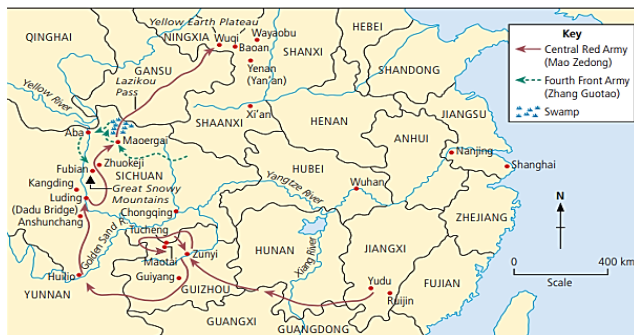 QINGHAI
Yellow Earth Plateau
NINGXIA
Wuqi
Wayaobu
Baoan
HEBEI
SHANXI
Yenan
(Yan'an)
GANSU
Lazikou
Pass
Yellow River
SHANDONG
SHAANXI
Xi'an
Aba
Maoergai
HENAN
JIANGSU
ANHUI
Nanjing
Shanghai
Zhuokeji
Fubian
SICHUAN
Kangding
Great Snowy
Mountains
Luding
(Dadu Bridge)
Anshunchang
HUBEI
Yangtze River
Wuhan
Chongqing
ZHEJIANG
Golden Sand R.
Tucheng
Maotai
Zunyi
HUNAN
Xiang River
JIANGXI
Huilio
Guiyang
GUIZHOU
Yudu
Ruijin
FUJIAN
YUNNAN
GUANGXI
GUANGDONG
Key
Central Red Army
(Mao Zedong)
Fourth Front Army
(Zhang Guotao)
Swamp
N
0 400 km
Scale